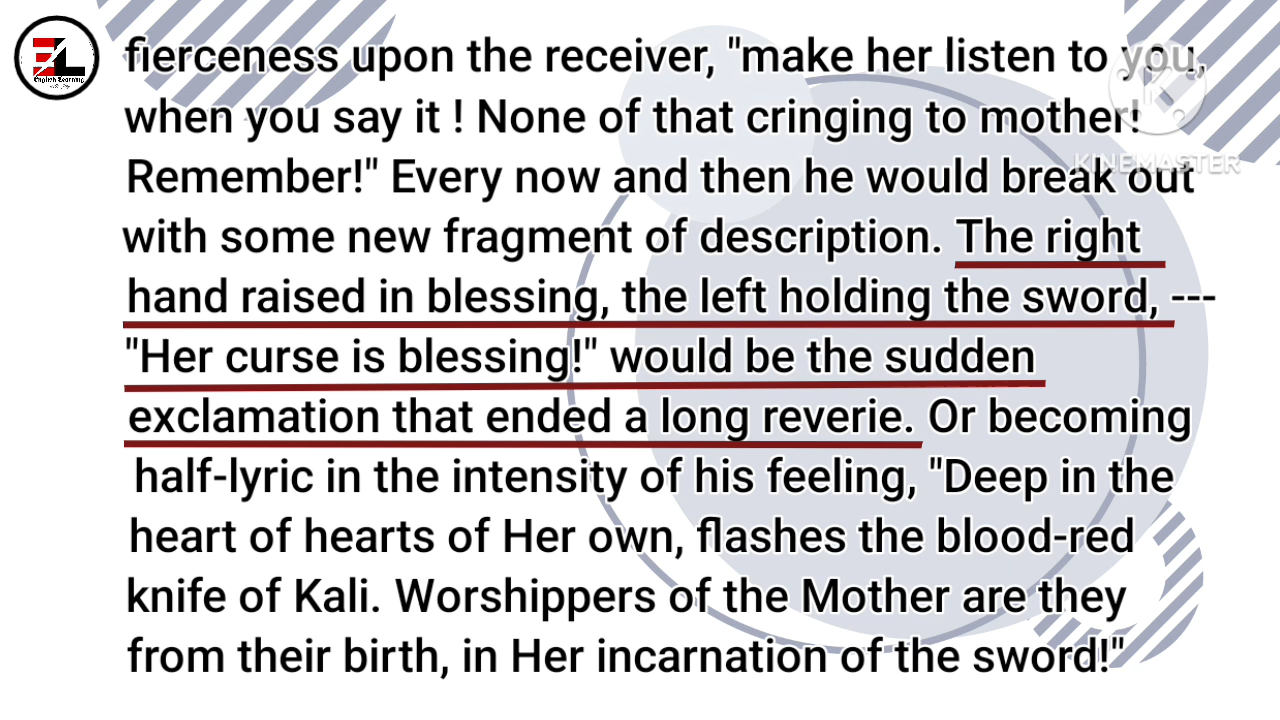 fierceness upon the receiver, "make her listen to you,
when you say it ! None of that cringing to mother!
Remember!" Every now and then he would break out
with some new fragment of description. The right
hand raised in blessing, the left holding the sword, ---
"Her curse is blessing!" would be the sudden
exclamation that ended a long reverie. Or becoming
half-lyric in the intensity of his feeling, "Deep in the
heart of hearts of Her own, flashes the blood-red
knife of Kali. Worshippers of the Mother are they
from their birth, in Her incarnation of the sword!"
EL
English Learning
KINEMASTER